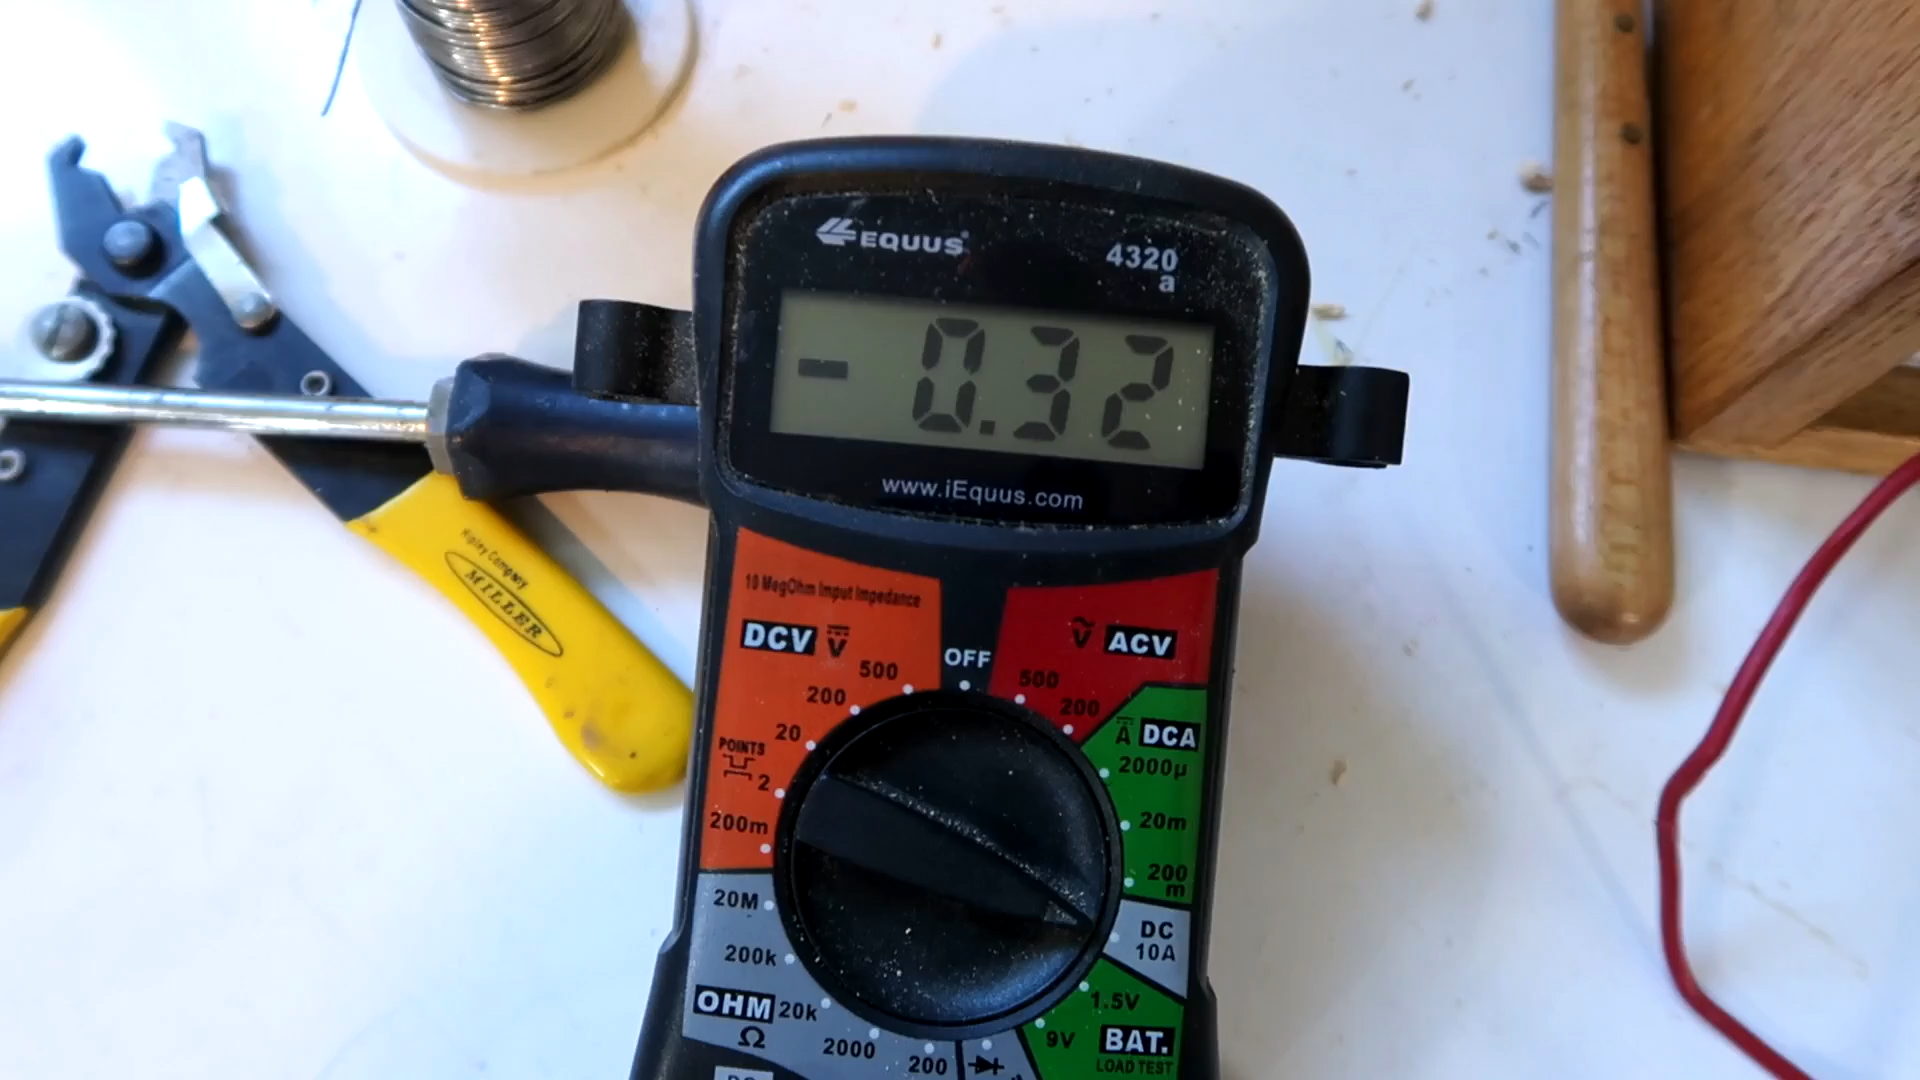 EQUUS
4320
a
- 0.32
www.iEquus.com
Ripley Company
MILLER
10 MegOhm Input Impedance
DCV V
500
200
20
POINTS
2
200m
OFF
V ACV
500
200
A DCA
2000µ
20m
200
m
DC
10A
20M
200k
OHM
Ω
20k
2000
200
1.5V
9V
BAT.
LOAD TEST